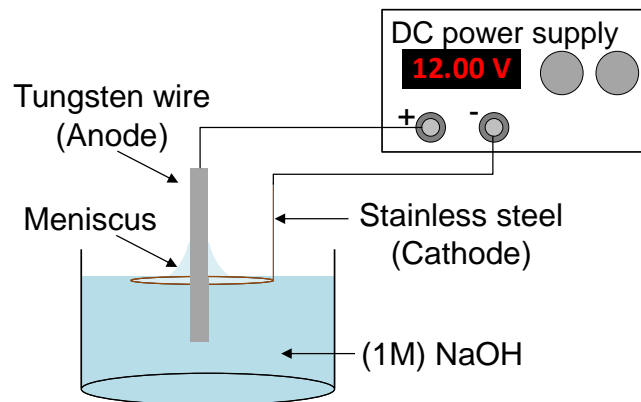 DC power supply
12.00 V
+ -
Tungsten wire
(Anode)
Meniscus
Stainless steel
(Cathode)
(1M) NaOH